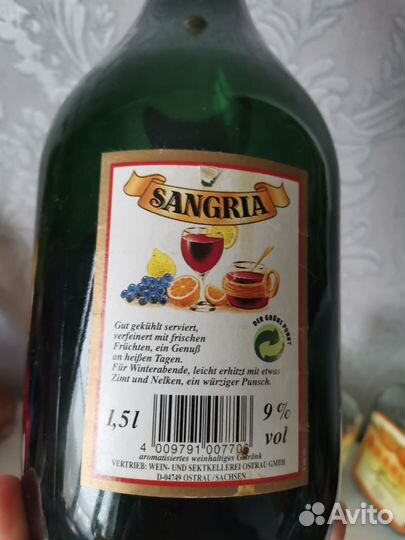 SANGRIA
Gut gekühlt serviert,
verfeinert mit frischen
Früchten, ein Genuß
an heißen Tagen.
Für Winterabende, leicht erhitzt mit etwas
Zimt und Nelken, ein würziger Punsch.
DER GRÜNE PUNKT
1,5 l
9 %
vol
4 009791 007706
aromatisiertes weinhaltiges Getränk
VERTRIEB: WEIN- UND SEKTKELLEREI OSTRAU GMBH
D-04749 OSTRAU/SACHSEN
Avito